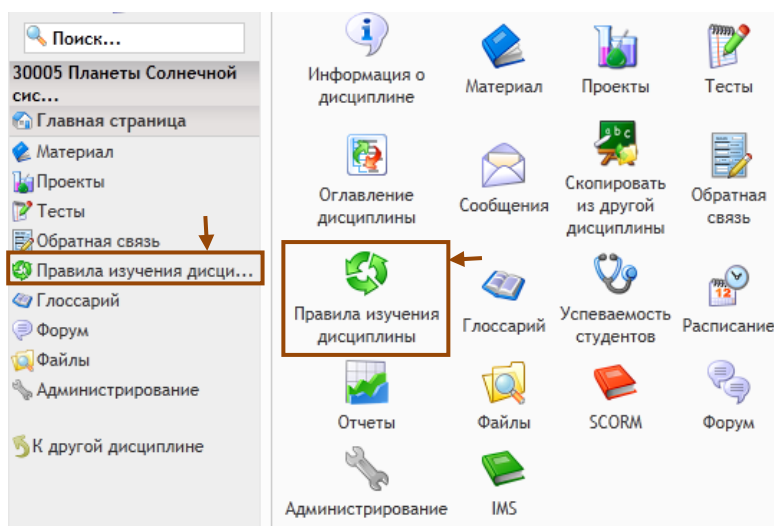 Поиск...
30005 Планеты Солнечной
сис...
Главная страница
Материал
Проекты
Тесты
Обратная связь
Правила изучения дисци...
Глоссарий
Форум
Файлы
Администрирование
К другой дисциплине
Информация о
дисциплине
Материал
Проекты
Тесты
Оглавление
дисциплины
Сообщения
abc
Скопировать
из другой
дисциплины
Обратная
связь
Правила изучения
дисциплины
Глоссарий
Успеваемость
студентов
12
Расписание
Отчеты
Файлы
SCORM
Форум
Администрирование
IMS